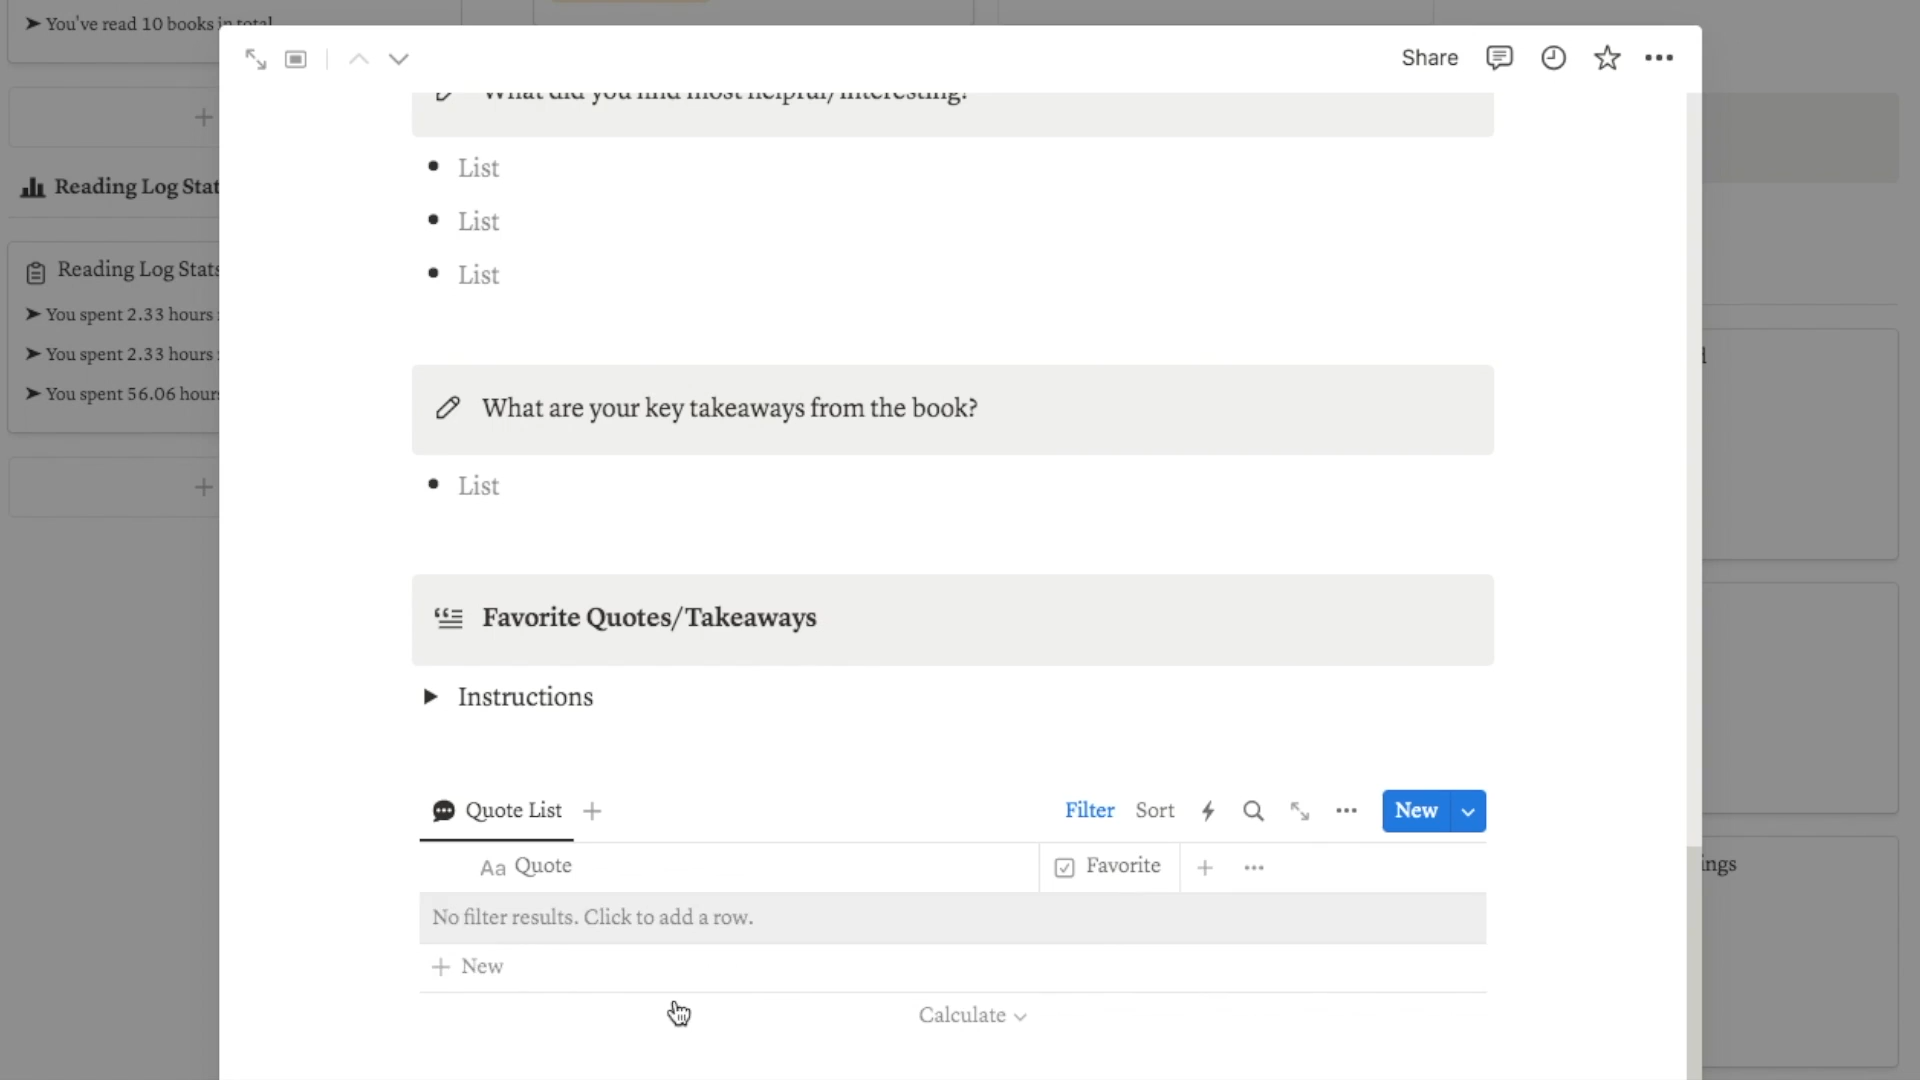 ➤ You've read 10 books in total
Share
What did you find most helpful/interesting?
List
List
List
Reading Log Stat
Reading Log Stats
➤ You spent 2.33 hours
➤ You spent 2.33 hours
➤ You spent 56.06 hours
What are your key takeaways from the book?
List
Favorite Quotes/Takeaways
Instructions
Quote List
Filter Sort New
Aa Quote Favorite
ings
No filter results. Click to add a row.
+ New
Calculate